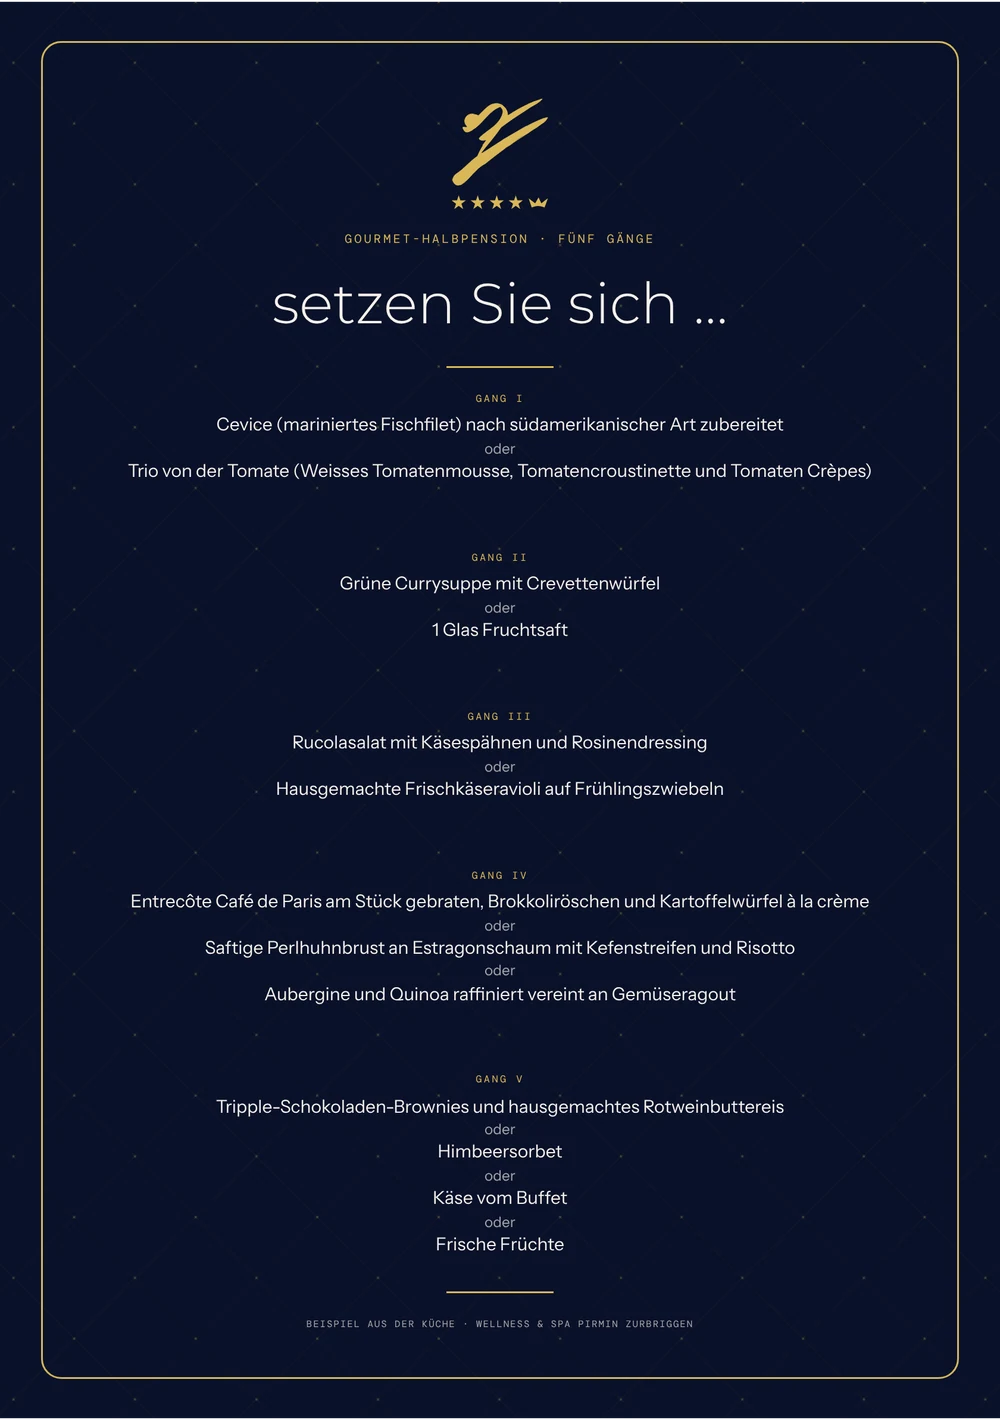 GOURMET-HALBPENSION · FÜNF GÄNGE
setzen Sie sich ...
GANG I
Cevice (mariniertes Fischfilet) nach südamerikanischer Art zubereitet
oder
Trio von der Tomate (Weisses Tomatenmousse, Tomatencroustinette und Tomaten Crèpes)
GANG II
Grüne Currysuppe mit Crevettenwürfel
oder
1 Glas Fruchtsaft
GANG III
Rucolasalat mit Käsespähnen und Rosinendressing
oder
Hausgemachte Frischkäseravioli auf Frühlingszwiebeln
GANG IV
Entrecôte Café de Paris am Stück gebraten, Brokkoliröschen und Kartoffelwürfel à la crème
oder
Saftige Perlhuhnbrust an Estragonschaum mit Kefenstreifen und Risotto
oder
Aubergine und Quinoa raffiniert vereint an Gemüseragout
GANG V
Tripple-Schokoladen-Brownies und hausgemachtes Rotweinbuttereis
oder
Himbeersorbet
oder
Käse vom Buffet
oder
Frische Früchte
BEISPIEL AUS DER KÜCHE · WELLNESS & SPA PIRMIN ZURBRIGGEN